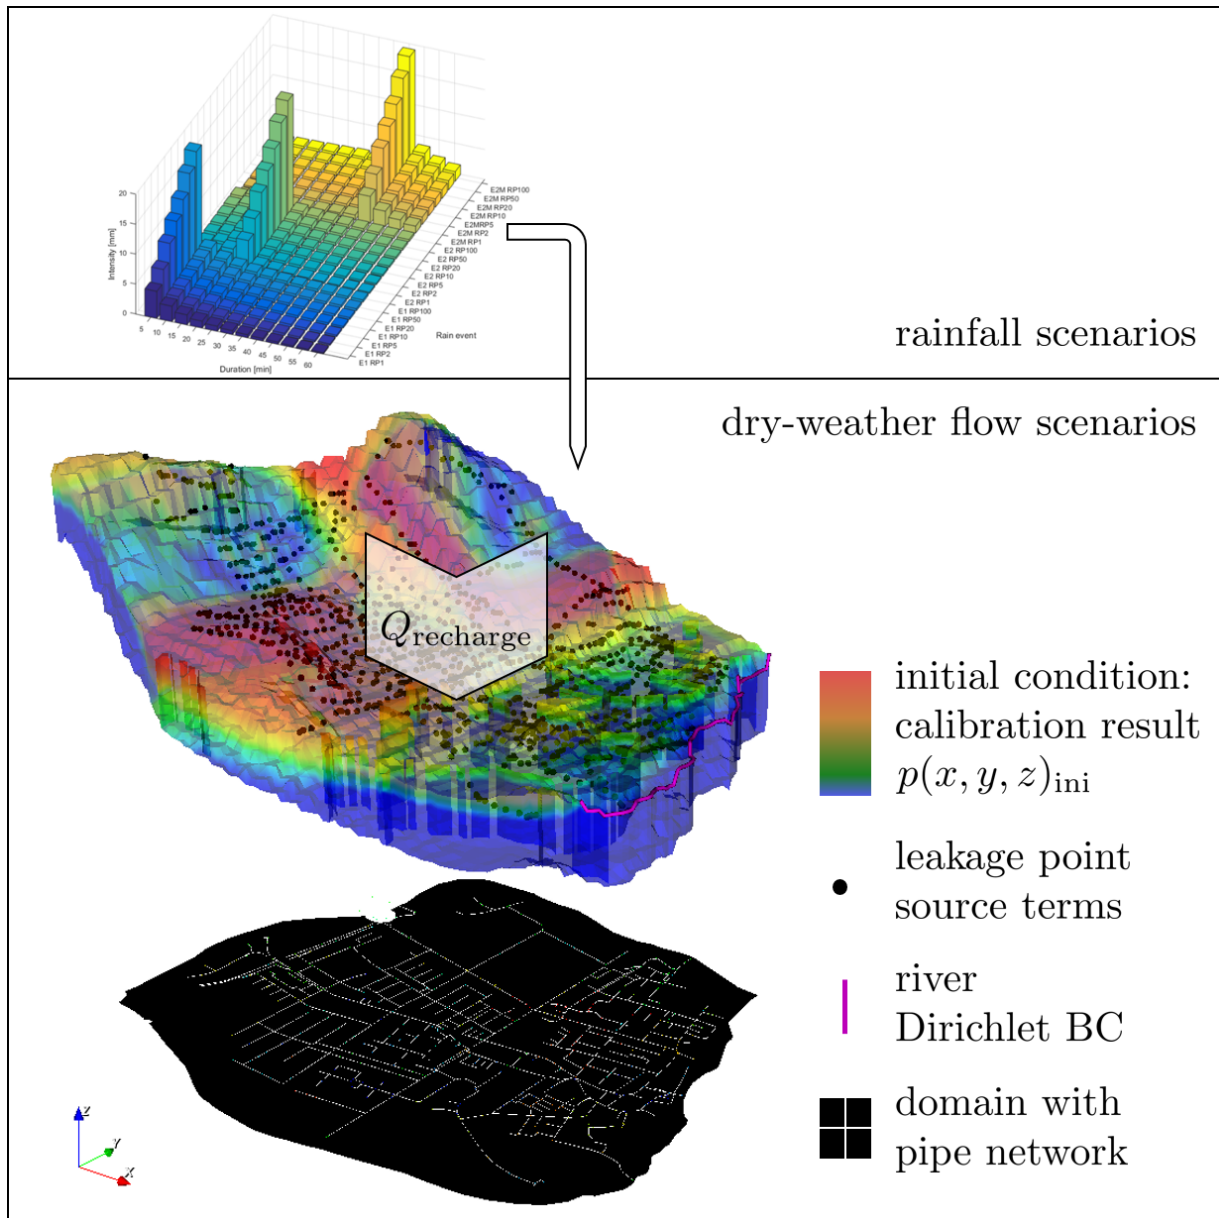 20
15
10
5
0
Intensity [mm]
5
10
15
20
25
30
35
40
45
50
55
60
Duration [min]
E2M RP100
E2M RP50
E2M RP20
E2M RP10
E2MRP5
E2M RP2
E2M RP1
E2 RP100
E2 RP50
E2 RP20
E2 RP10
E2 RP5
E2 RP2
E2 RP1
E1 RP100
E1 RP50
E1 RP20
E1 RP10
E1 RP5
E1 RP2
E1 RP1
Rain event
rainfall scenarios
dry-weather flow scenarios
Q recharge
initial condition:
calibration result
p(x, y, z)ini
leakage point
source terms
river
Dirichlet BC
domain with
pipe network
Z
Y
X